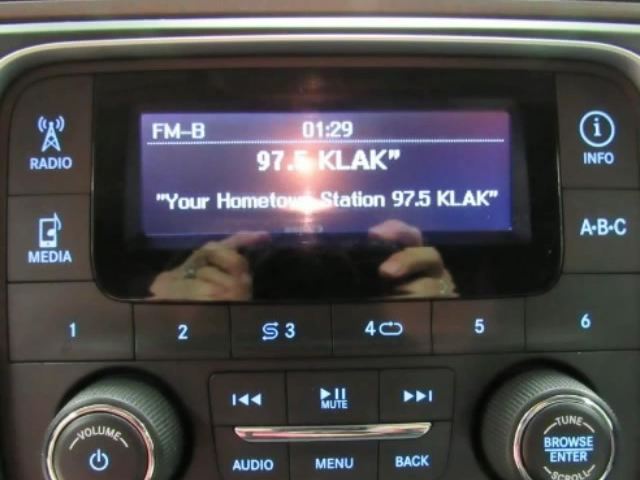 FM-B 01:29
RADIO
97.5 KLAK"
INFO
"Your Hometown Station 97.5 KLAK"
MEDIA
A·B·C
1 2 3 4 5 6
MUTE
VOLUME
TUNE
BROWSE
ENTER
SCROLL
AUDIO MENU BACK